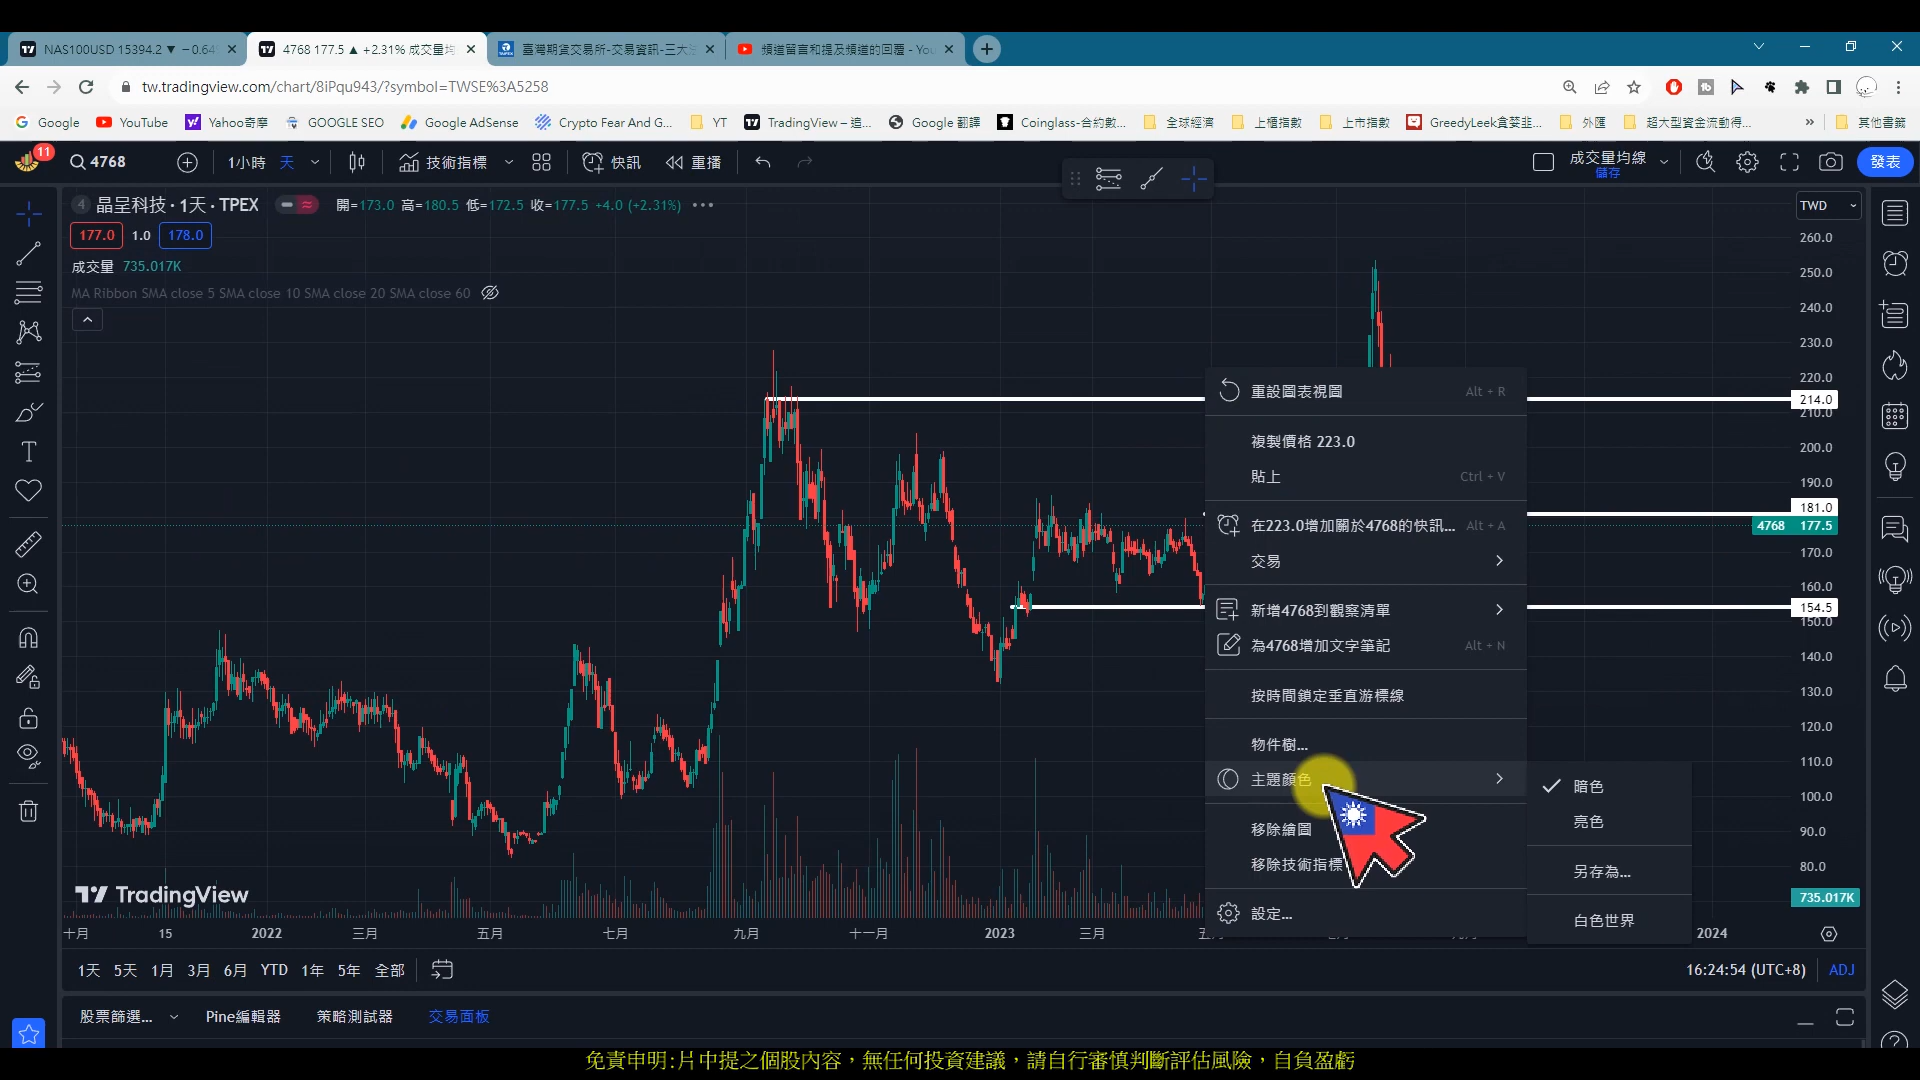 NAS100USD 15394.2 ▼ −0.64
4768 177.5 ▲ +2.31% 成交量均
臺灣期貨交易所-交易資訊-三大
頻道留言和提及頻道的回覆 - You
tw.tradingview.com/chart/8iPqu943/?symbol=TWSE%3A5258
Google
YouTube
Yahoo奇摩
GOOGLE SEO
Google AdSense
Crypto Fear And G...
YT
TradingView – 追...
Google 翻譯
Coinglass-合約數...
全球經濟
上櫃指數
上市指數
GreedyLeek貪婪韭...
外匯
超大型資金流動得...
»
其他書籤
11
4768
1小時
天
技術指標
快訊
重播
成交量均線
儲存
發表
4 晶呈科技 · 1天 · TPEX
開=173.0 高=180.5 低=172.5 收=177.5 +4.0 (+2.31%)
177.0 1.0 178.0
成交量 735.017K
MA Ribbon SMA close 5 SMA close 10 SMA close 20 SMA close 60
TWD
260.0
250.0
240.0
230.0
220.0
214.0
210.0
200.0
190.0
181.0
4768 177.5
170.0
160.0
154.5
150.0
140.0
130.0
120.0
110.0
100.0
90.0
80.0
735.017K
重設圖表視圖 Alt + R
複製價格 223.0
貼上 Ctrl + V
在223.0增加關於4768的快訊... Alt + A
交易
新增4768到觀察清單
為4768增加文字筆記 Alt + N
按時間鎖定垂直游標線
物件樹...
主題顏色
移除繪圖
移除技術指標
設定...
暗色
亮色
另存為...
白色世界
TradingView
十月 15 2022 三月 五月 七月 九月 十一月 2023 三月 2024
1天 5天 1月 3月 6月 YTD 1年 5年 全部
16:24:54 (UTC+8) ADJ
股票篩選... Pine編輯器 策略測試器 交易面板
免責申明:片中提之個股內容，無任何投資建議，請自行審慎判斷評估風險，自負盈虧